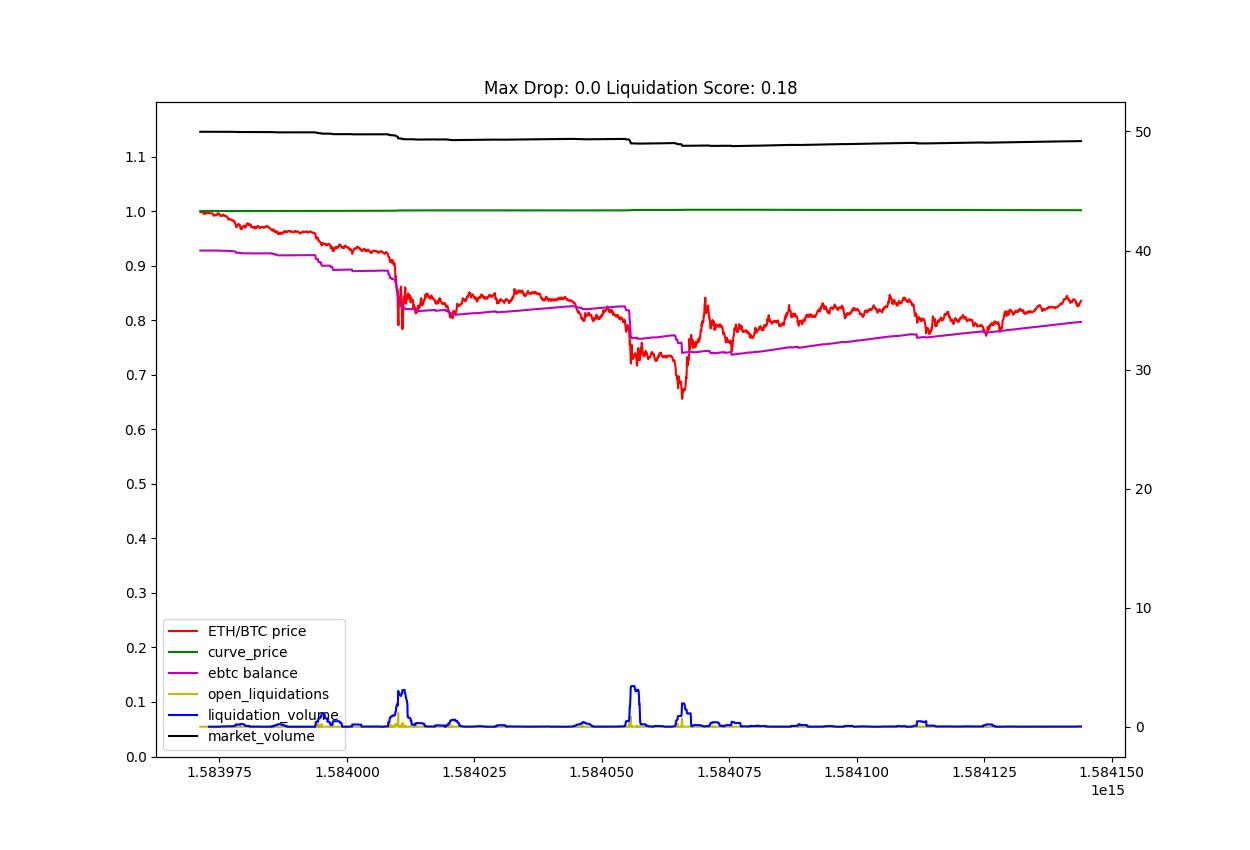 Max Drop: 0.0 Liquidation Score: 0.18
1.1
1.0
0.9
0.8
0.7
0.6
0.5
0.4
0.3
0.2
0.1
0.0
50
40
30
20
10
0
ETH/BTC price
curve_price
ebtc balance
open_liquidations
liquidation_volume
market_volume
1.583975 1.584000 1.584025 1.584050 1.584075 1.584100 1.584125 1.584150
1e15